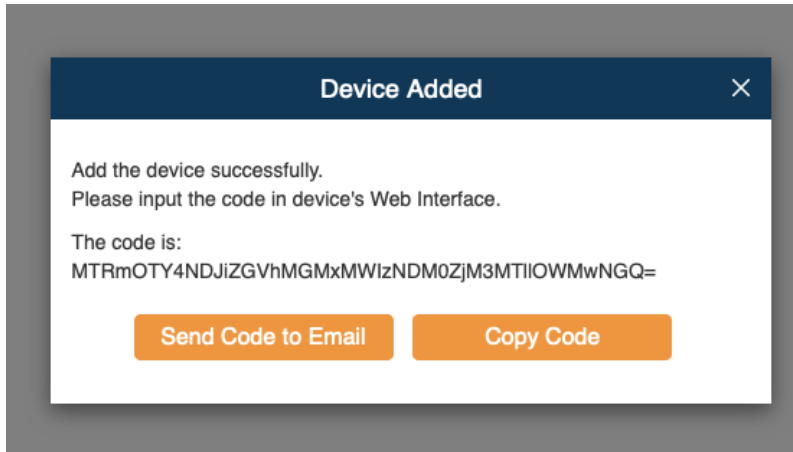 Device Added
Add the device successfully.
Please input the code in device's Web Interface.
The code is:
MTRmOTY4NDJiZGVhMGMxMWIzNDM0ZjM3MTllOWMwNGQ=
Send Code to Email
Copy Code